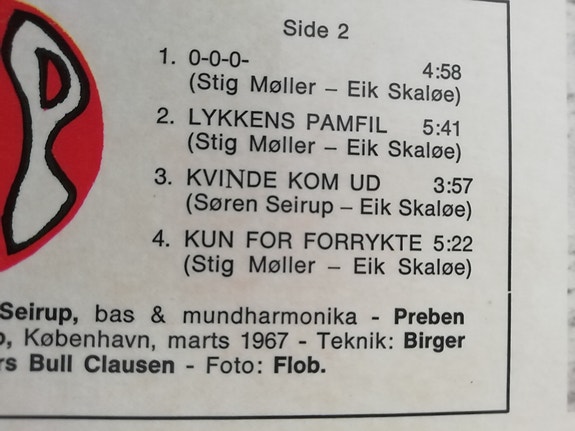 Side 2
1. 0-0-0- 4:58
(Stig Møller – Eik Skaløe)
2. LYKKENS PAMFIL 5:41
(Stig Møller – Eik Skaløe)
3. KVINDE KOM UD 3:57
(Søren Seirup – Eik Skaløe)
4. KUN FOR FORRYKTE 5:22
(Stig Møller – Eik Skaløe)
Seirup, bas & mundharmonika - Preben
København, marts 1967 - Teknik: Birger
Bull Clausen - Foto: Flob.